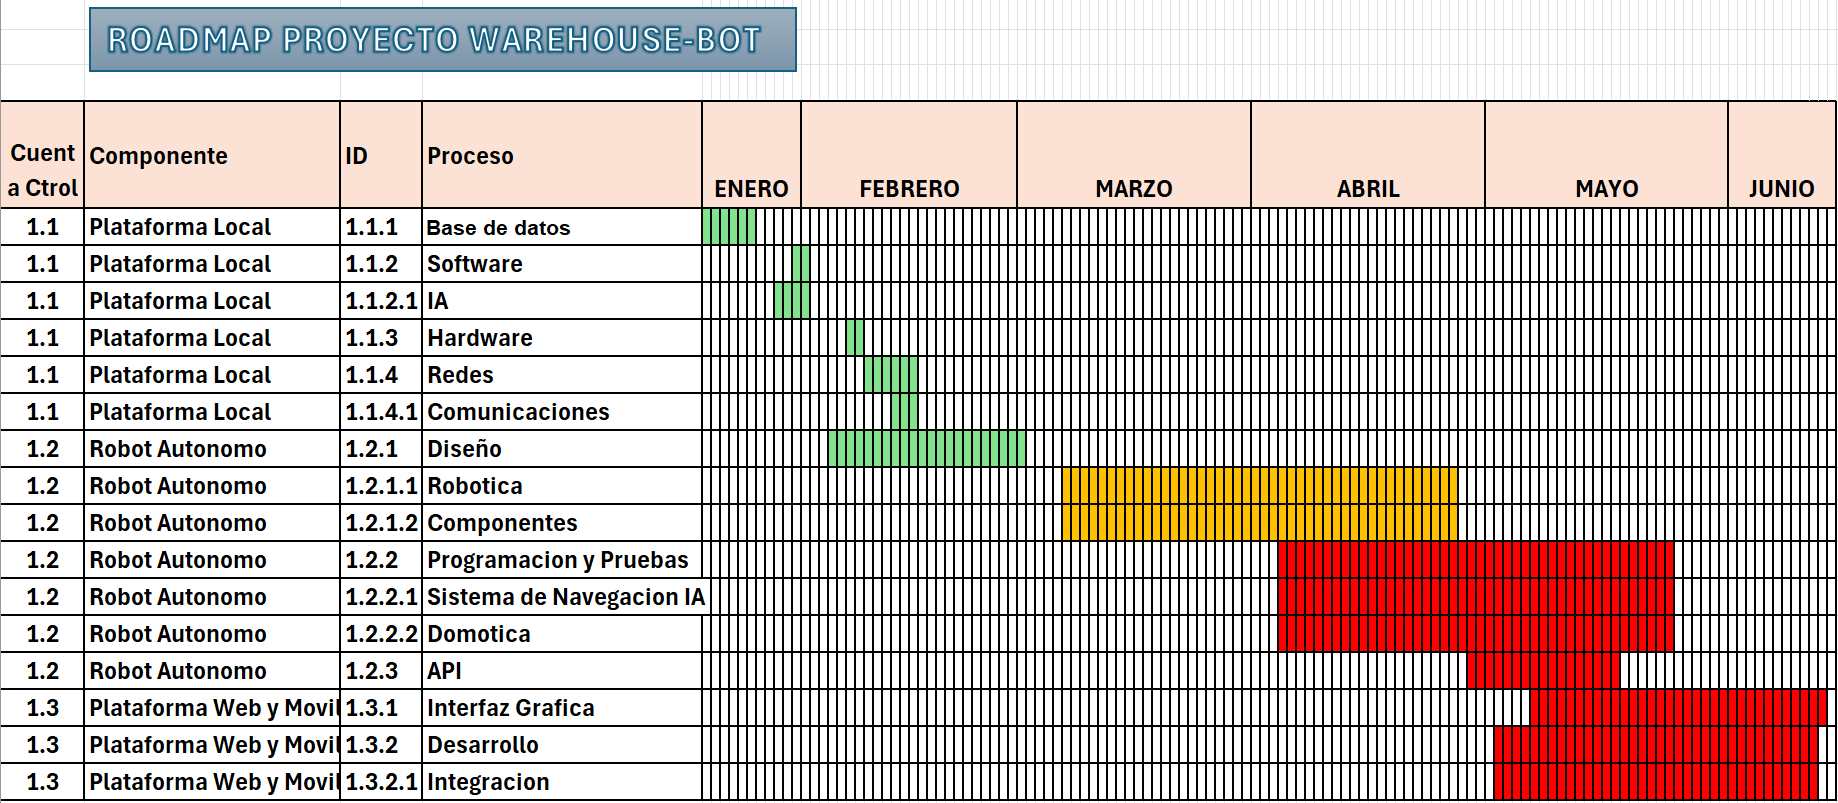 ROADMAP PROYECTO WAREHOUSE-BOT
Cuent
a Ctrol Componente ID Proceso ENERO FEBRERO MARZO ABRIL MAYO JUNIO
1.1 Plataforma Local 1.1.1 Base de datos
1.1 Plataforma Local 1.1.2 Software
1.1 Plataforma Local 1.1.2.1 IA
1.1 Plataforma Local 1.1.3 Hardware
1.1 Plataforma Local 1.1.4 Redes
1.1 Plataforma Local 1.1.4.1 Comunicaciones
1.2 Robot Autonomo 1.2.1 Diseño
1.2 Robot Autonomo 1.2.1.1 Robotica
1.2 Robot Autonomo 1.2.1.2 Componentes
1.2 Robot Autonomo 1.2.2 Programacion y Pruebas
1.2 Robot Autonomo 1.2.2.1 Sistema de Navegacion IA
1.2 Robot Autonomo 1.2.2.2 Domotica
1.2 Robot Autonomo 1.2.3 API
1.3 Plataforma Web y Movil 1.3.1 Interfaz Grafica
1.3 Plataforma Web y Movil 1.3.2 Desarrollo
1.3 Plataforma Web y Movil 1.3.2.1 Integracion